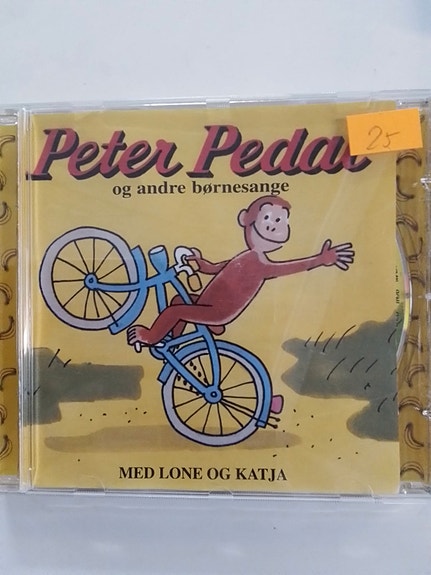 Peter Pedal
25-
og andre børnesange
MED LONE OG KATJA